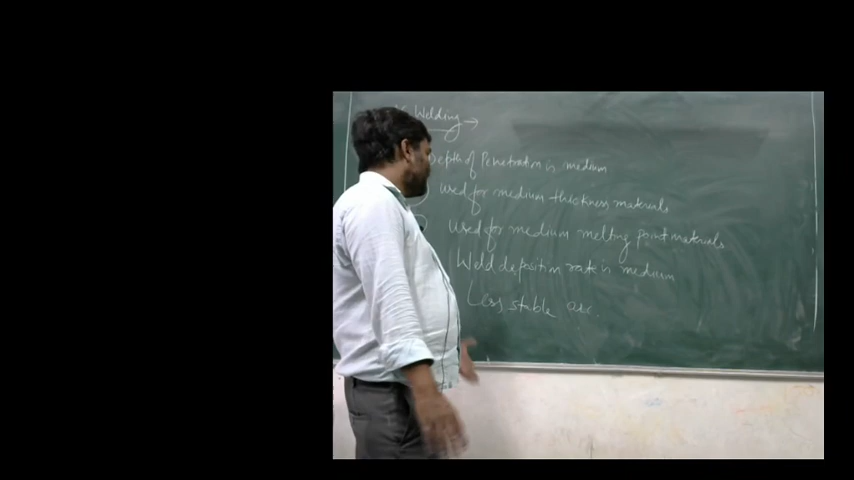 Welding →
Depth of Penetration is medium
Used for medium thickness materials
Used for medium melting point materials
Weld deposition rate is medium
Less stable arc.